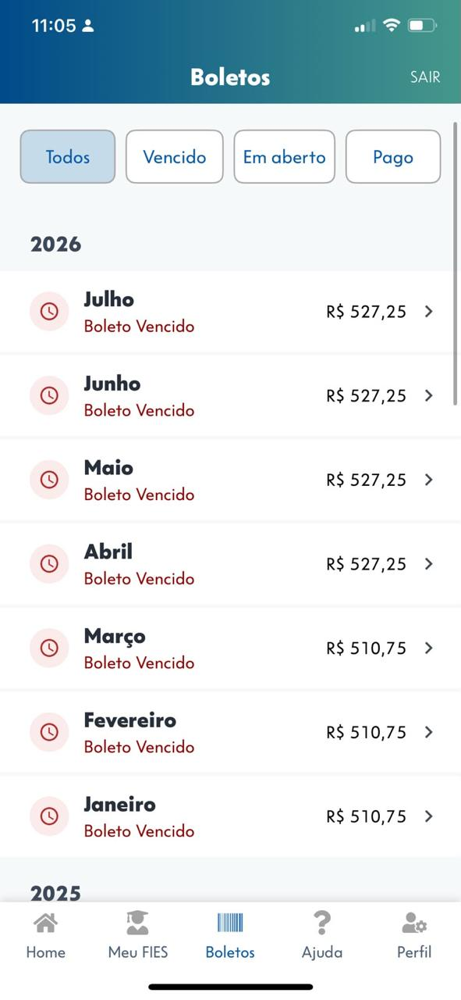 11:05
Boletos
SAIR
Todos
Vencido
Em aberto
Pago
2026
Julho
Boleto Vencido
R$ 527,25
Junho
Boleto Vencido
R$ 527,25
Maio
Boleto Vencido
R$ 527,25
Abril
Boleto Vencido
R$ 527,25
Março
Boleto Vencido
R$ 510,75
Fevereiro
Boleto Vencido
R$ 510,75
Janeiro
Boleto Vencido
R$ 510,75
2025
Home
Meu FIES
Boletos
Ajuda
Perfil